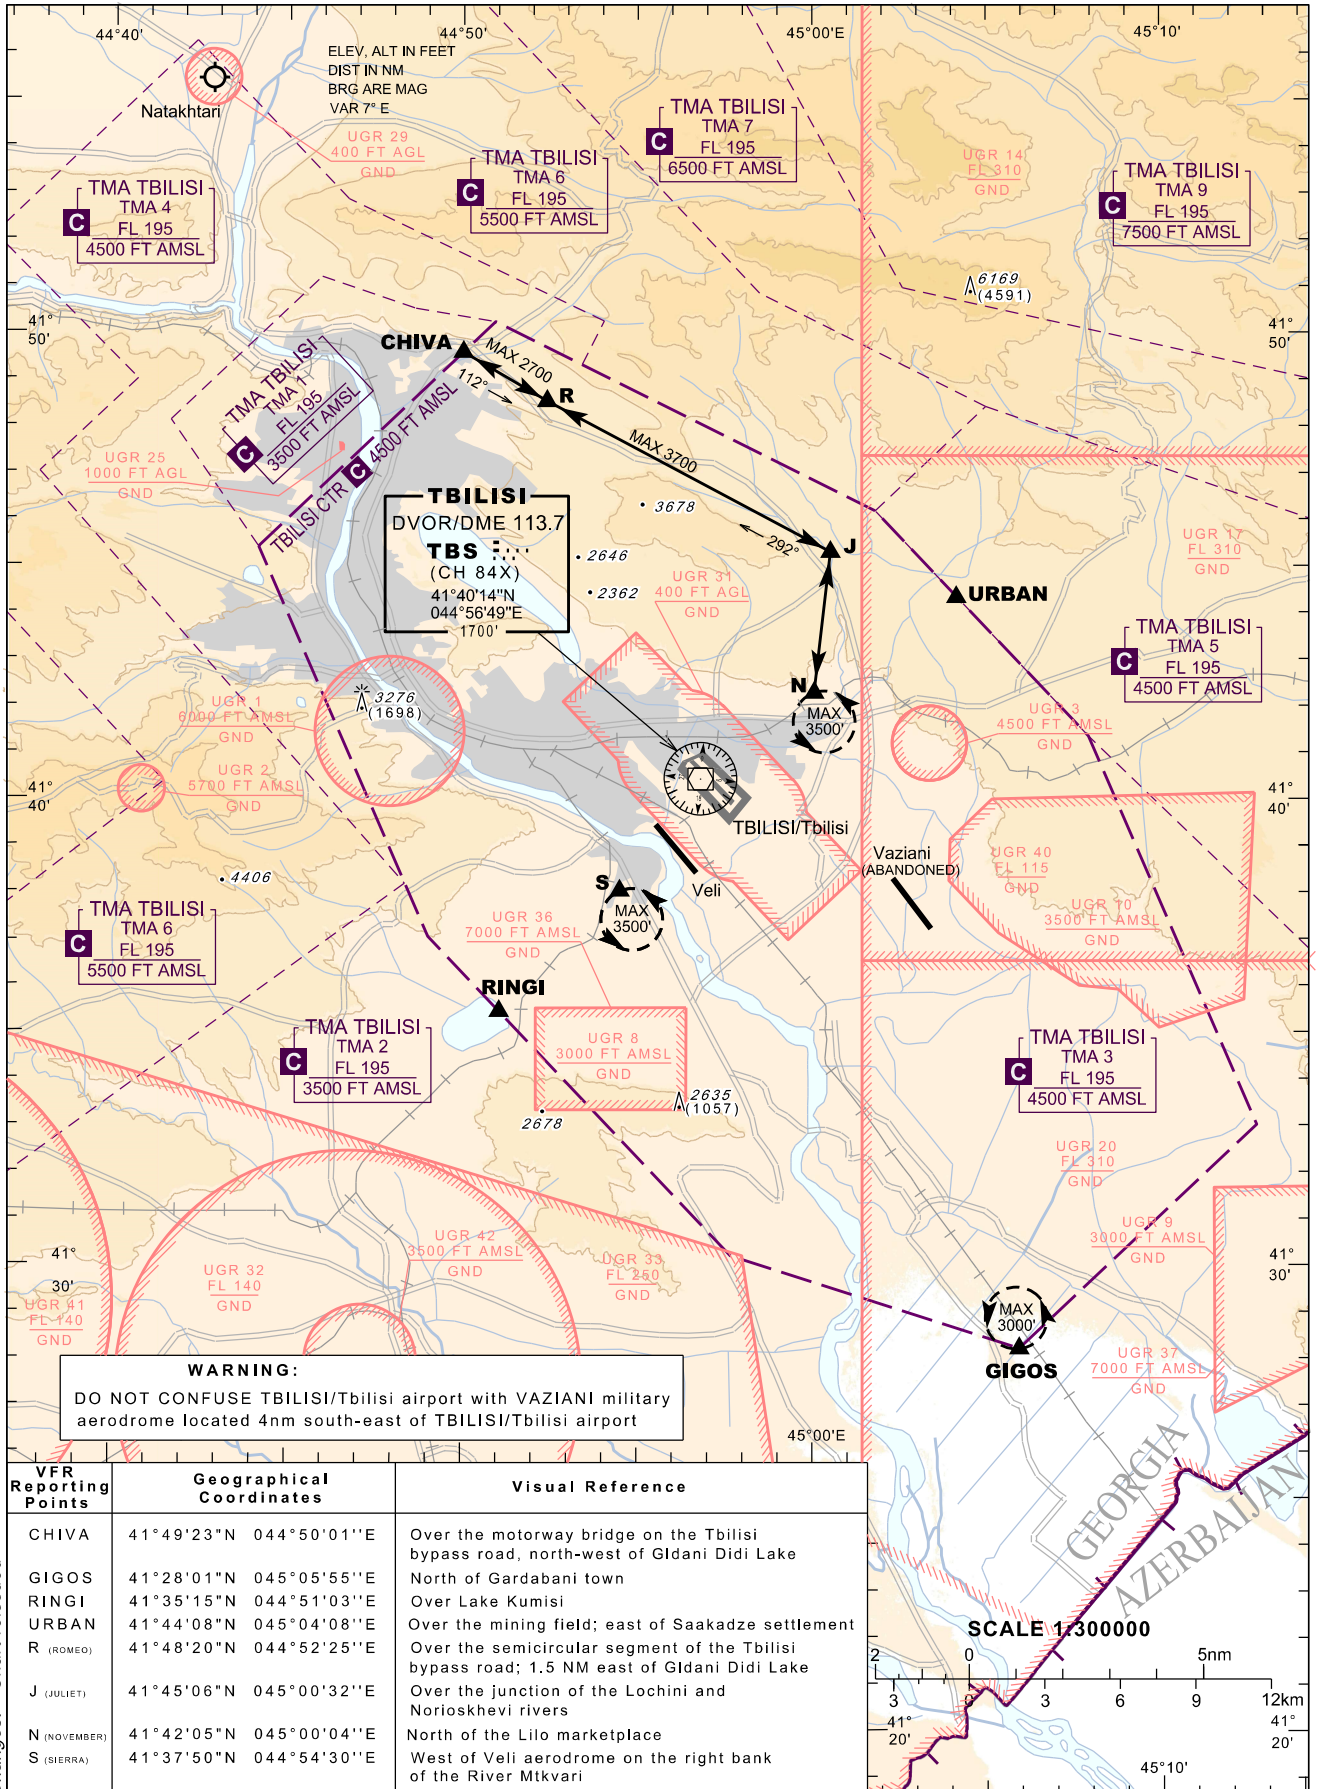 44°40'
44°50'
45°00'E
45°10'
ELEV, ALT IN FEET
DIST IN NM
BRG ARE MAG
VAR 7° E
Natakhtari
UGR 29
400 FT AGL
GND
TMA TBILISI
TMA 4
C
FL 195
4500 FT AMSL
TMA TBILISI
TMA 6
C
FL 195
5500 FT AMSL
TMA TBILISI
TMA 7
C
FL 195
6500 FT AMSL
UGR 14
FL 310
GND
TMA TBILISI
TMA 9
C
FL 195
7500 FT AMSL
6169
(4591)
41°
50'
41°
50'
CHIVA
MAX 2700
112°
R
TMA TBILISI
TMA 1
FL 195
C
3500 FT AMSL
TBILISI CTR C 4500 FT AMSL
UGR 25
1000 FT AGL
GND
MAX 3700
292°
J
TBILISI
DVOR/DME 113.7
TBS
(CH 84X)
41°40'14"N
044°56'49"E
1700'
3678
2646
2362
UGR 31
400 FT AGL
GND
UGR 17
FL 310
GND
URBAN
TMA TBILISI
TMA 5
C
FL 195
4500 FT AMSL
N
MAX
3500'
3276
(1698)
UGR 1
6000 FT AMSL
GND
UGR 2
5700 FT AMSL
GND
UGR 3
4500 FT AMSL
GND
41°
40'
41°
40'
TBILISI/Tbilisi
Veli
Vaziani
(ABANDONED)
UGR 40
FL 115
GND
UGR 10
3500 FT AMSL
GND
4406
S
MAX
3500'
TMA TBILISI
TMA 6
C
FL 195
5500 FT AMSL
UGR 36
7000 FT AMSL
GND
RINGI
UGR 8
3000 FT AMSL
GND
TMA TBILISI
TMA 2
C
FL 195
3500 FT AMSL
TMA TBILISI
TMA 3
C
FL 195
4500 FT AMSL
2678
2635
(1057)
UGR 20
FL 310
GND
UGR 9
3000 FT AMSL
GND
UGR 42
3500 FT AMSL
GND
UGR 33
FL 250
GND
UGR 32
FL 140
GND
UGR 41
FL 140
GND
41°
30'
41°
30'
MAX
3000'
GIGOS
UGR 37
7000 FT AMSL
GND
WARNING:
DO NOT CONFUSE TBILISI/Tbilisi airport with VAZIANI military
aerodrome located 4nm south-east of TBILISI/Tbilisi airport
45°00'E
GEORGIA
AZERBAIJAN
VFR Reporting Points
Geographical Coordinates
Visual Reference
CHIVA 41°49'23"N 044°50'01''E Over the motorway bridge on the Tbilisi
bypass road, north-west of Gldani Didi Lake
GIGOS 41°28'01"N 045°05'55''E North of Gardabani town
RINGI 41°35'15"N 044°51'03''E Over Lake Kumisi
URBAN 41°44'08"N 045°04'08''E Over the mining field; east of Saakadze settlement
R (ROMEO) 41°48'20"N 044°52'25''E Over the semicircular segment of the Tbilisi
bypass road; 1.5 NM east of Gldani Didi Lake
J (JULIET) 41°45'06"N 045°00'32''E Over the junction of the Lochini and
Norioskhevi rivers
N (NOVEMBER) 41°42'05"N 045°00'04''E North of the Lilo marketplace
S (SIERRA) 41°37'50"N 044°54'30''E West of Veli aerodrome on the right bank
of the River Mtkvari
SCALE 1:300000
2 0 5nm
3 0 3 6 9 12km
41°
20'
41°
20'
45°10'